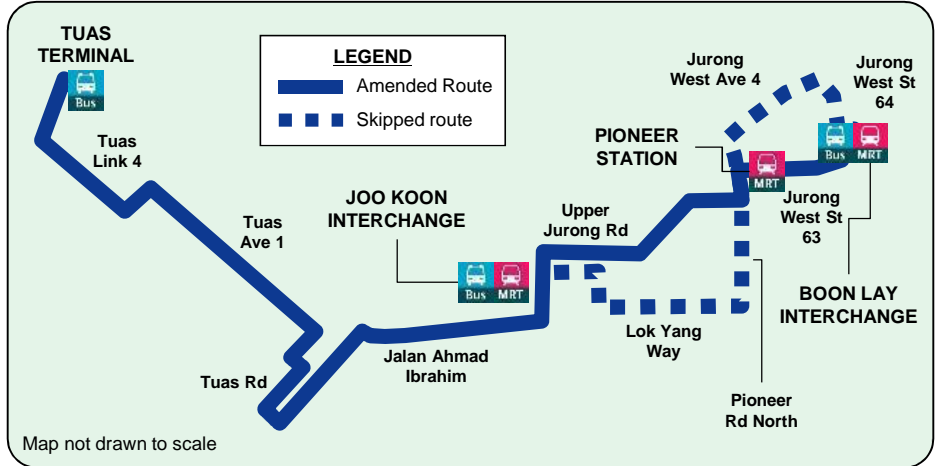 TUAS
TERMINAL
Bus
LEGEND
Amended Route
Skipped route
Jurong
West Ave 4
Jurong
West St
64
Tuas
Link 4
PIONEER
STATION
MRT
Bus MRT
JOO KOON
INTERCHANGE
Upper
Jurong Rd
Jurong
West St
63
Tuas
Ave 1
Bus MRT
BOON LAY
INTERCHANGE
Lok Yang
Way
Jalan Ahmad
Ibrahim
Tuas Rd
Pioneer
Rd North
Map not drawn to scale